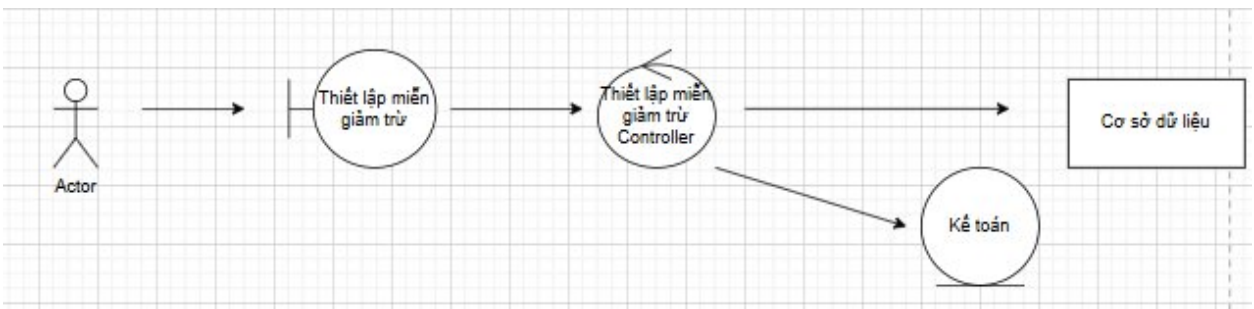 Actor
Thiết lập miễn
giảm trừ
Thiết lập miễn
giảm trừ
Controller
Cơ sở dữ liệu
Kế toán